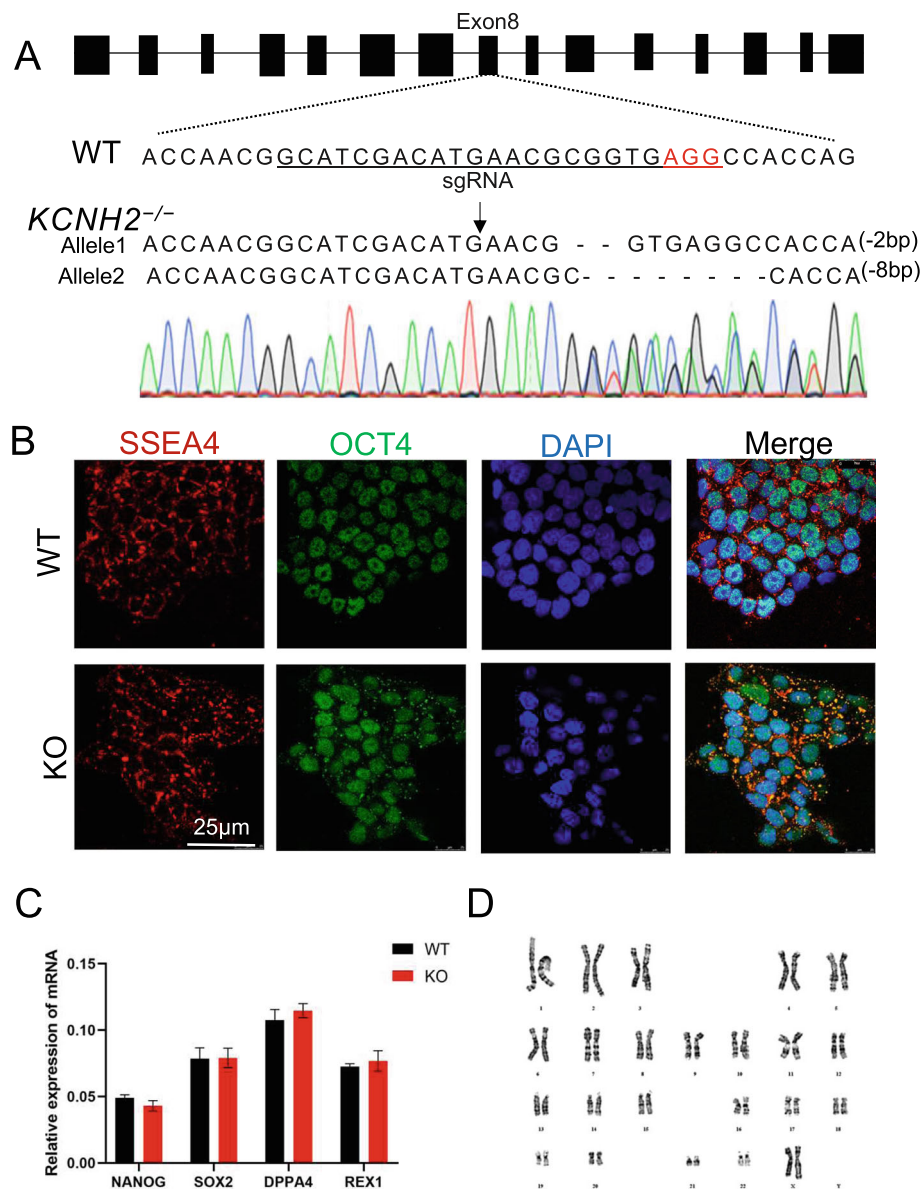 Exon8
A
WT
ACCAACGGCATCGACATGAACGCGGTGAGGCCACCAG
sgRNA
KCNH2−/−
Allele1 ACCAACGGCATCGACATGAACG - - GTGAGGCCACCA(-2bp)
Allele2 ACCAACGGCATCGACATGAACGC- - - - - - - -CACCA(-8bp)
B
SSEA4 OCT4 DAPI Merge
WT
KO
25μm
C
D
WT
KO
Relative expression of mRNA
0.15
0.10
0.05
0.00
NANOG SOX2 DPPA4 REX1
1 2 3 4 5
6 7 8 9 10 11 12
13 14 15 16 17 18
19 20 21 22 X Y